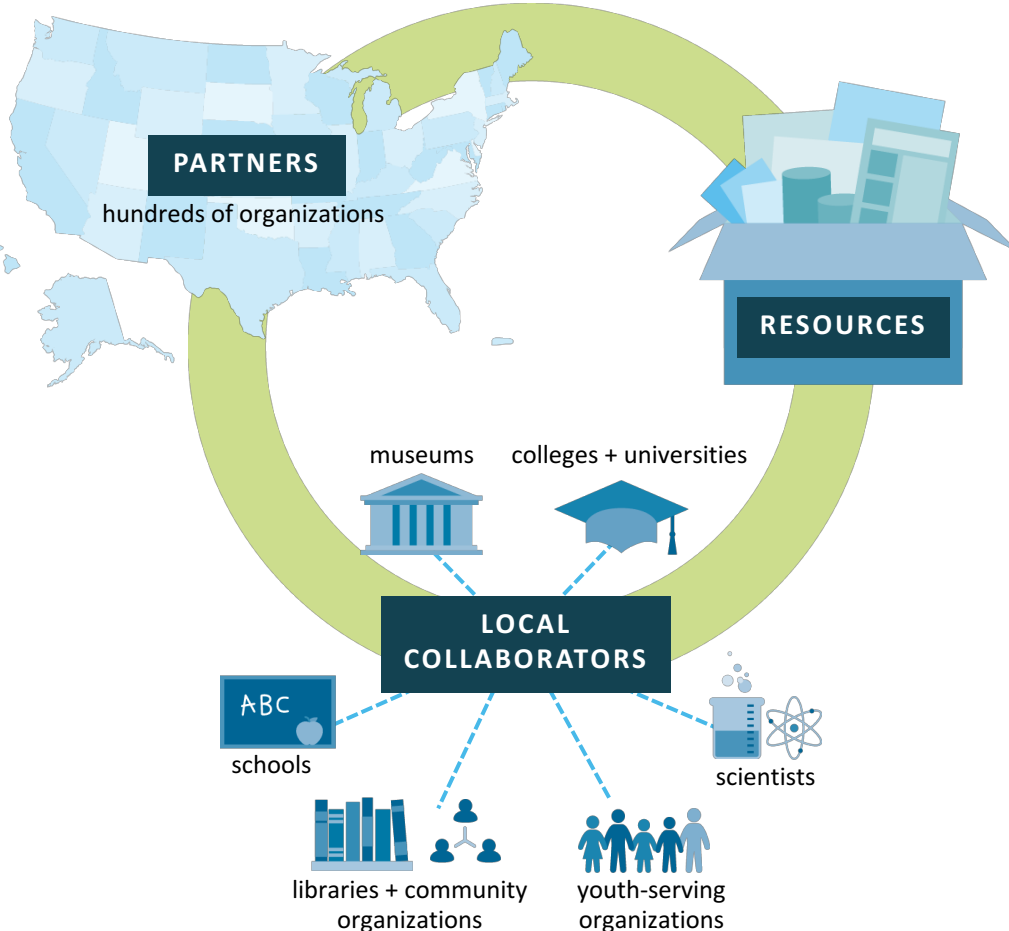 PARTNERS
hundreds of organizations
RESOURCES
museums
colleges + universities
LOCAL
COLLABORATORS
ABC
schools
scientists
libraries + community
organizations
youth-serving
organizations